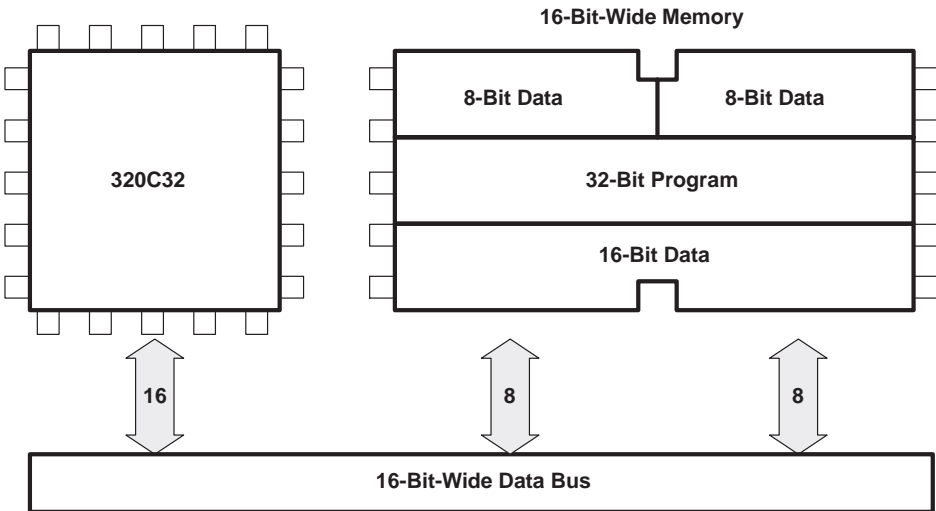 16-Bit-Wide Memory
8-Bit Data
8-Bit Data
320C32
32-Bit Program
16-Bit Data
16
8
8
16-Bit-Wide Data Bus